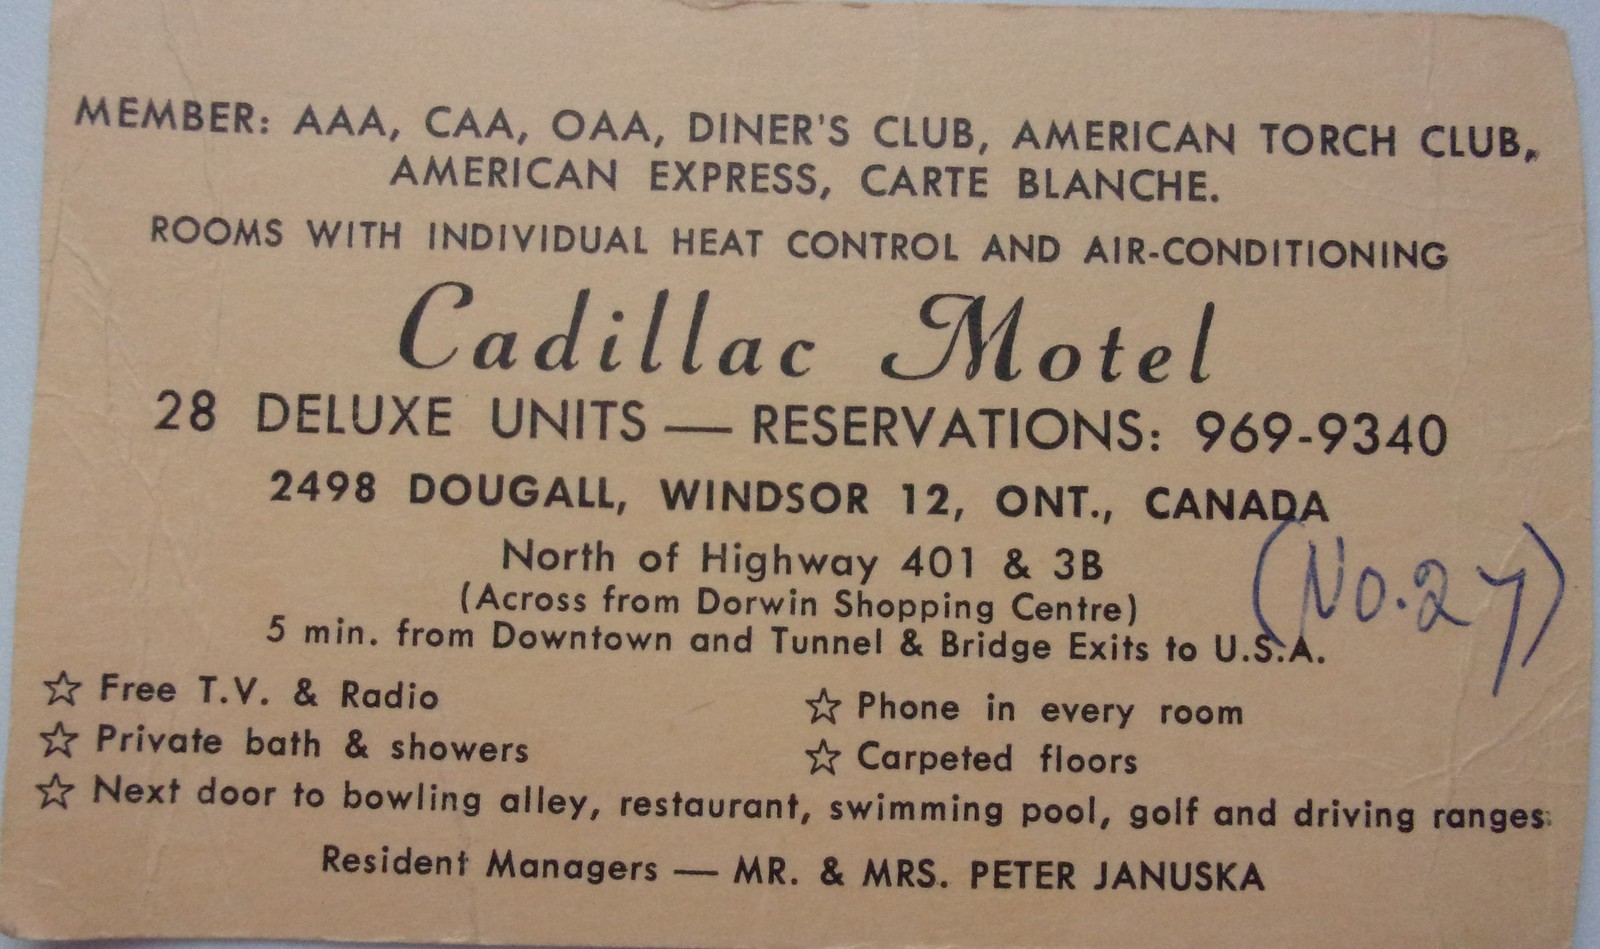 MEMBER: AAA, CAA, OAA, DINER'S CLUB, AMERICAN TORCH CLUB,
AMERICAN EXPRESS, CARTE BLANCHE.
ROOMS WITH INDIVIDUAL HEAT CONTROL AND AIR-CONDITIONING
Cadillac Motel
28 DELUXE UNITS — RESERVATIONS: 969-9340
2498 DOUGALL, WINDSOR 12, ONT., CANADA
North of Highway 401 & 3B
(Across from Dorwin Shopping Centre)
(No. 27)
5 min. from Downtown and Tunnel & Bridge Exits to U.S.A.
☆ Free T.V. & Radio
☆ Phone in every room
☆ Private bath & showers
☆ Carpeted floors
☆ Next door to bowling alley, restaurant, swimming pool, golf and driving ranges.
Resident Managers — MR. & MRS. PETER JANUSKA